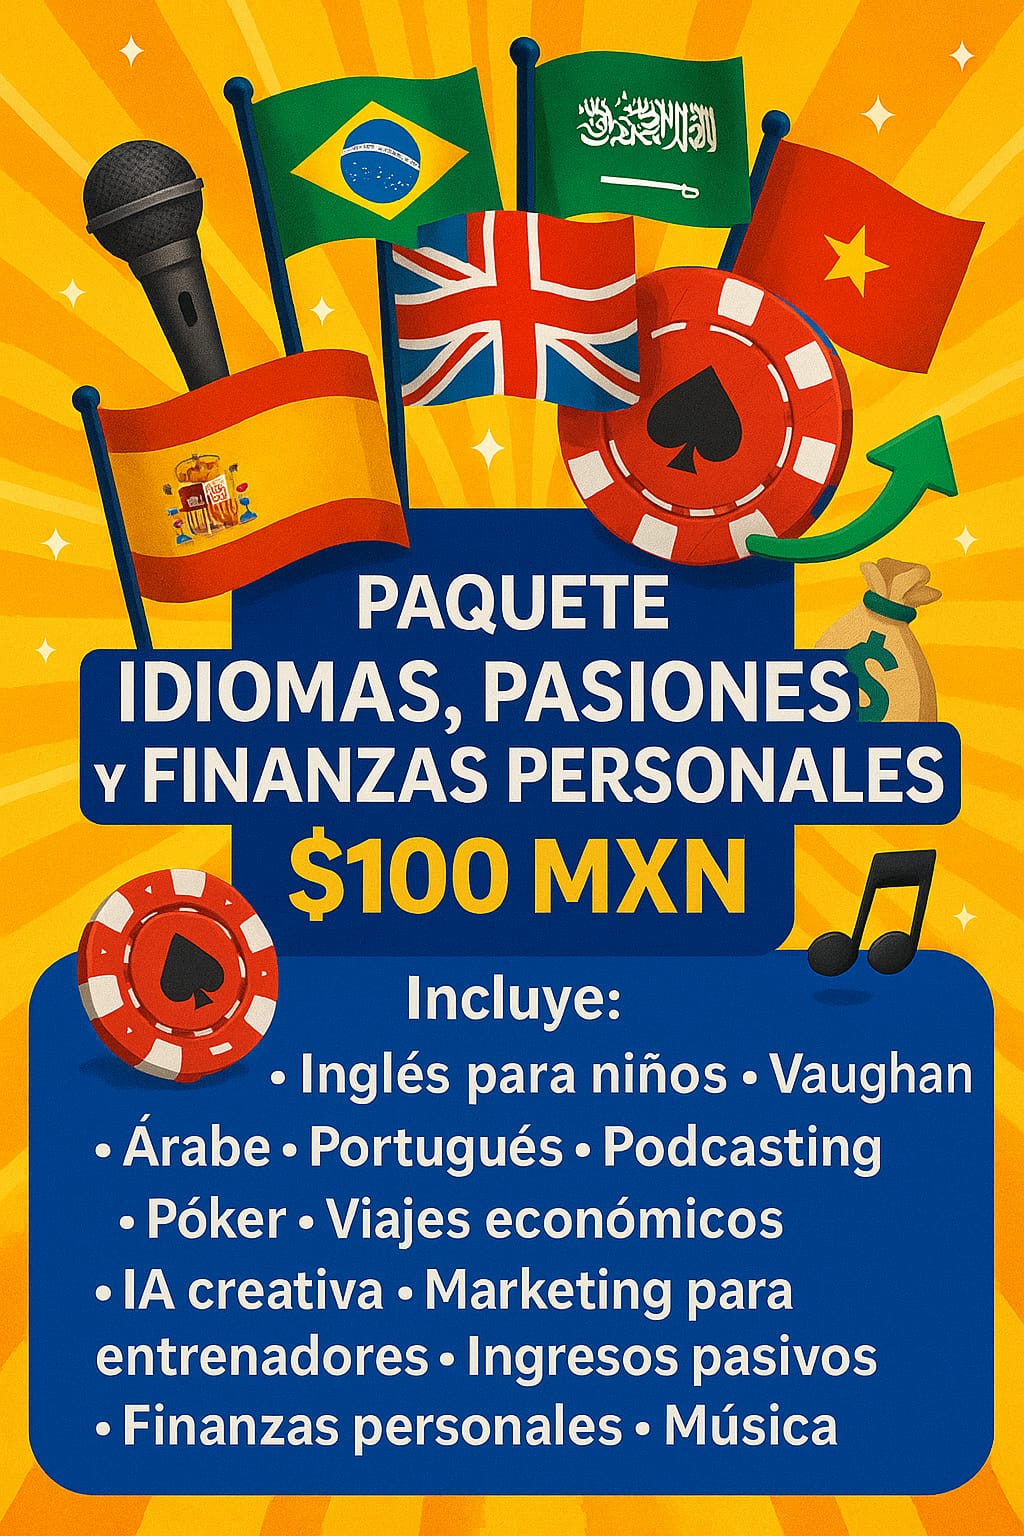 PAQUETE
IDIOMAS, PASIONES
Y FINANZAS PERSONALES
$100 MXN
Incluye:
• Inglés para niños • Vaughan
• Árabe • Portugués • Podcasting
• Póker • Viajes económicos
• IA creativa • Marketing para
entrenadores • Ingresos pasivos
• Finanzas personales • Música
$